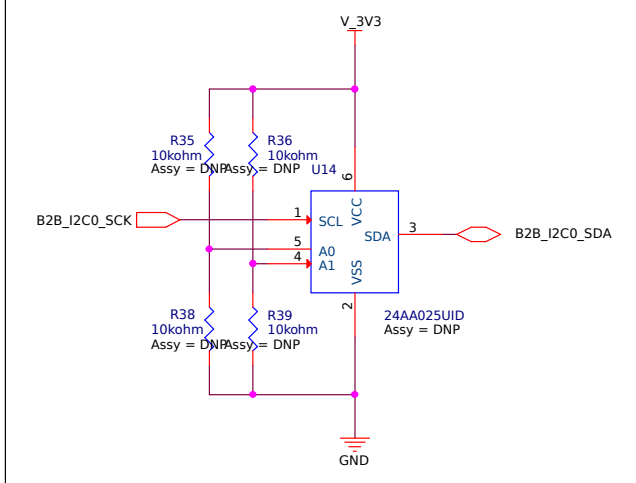 V_3V3
R35
10kohm
Assy = DNP
R36
10kohm
Assy = DNP
U14
6
VCC
B2B_I2C0_SCK
1
SCL
5
A0
4
A1
SDA
3
B2B_I2C0_SDA
VSS
2
R38
10kohm
Assy = DNP
R39
10kohm
Assy = DNP
24AA025UID
Assy = DNP
GND